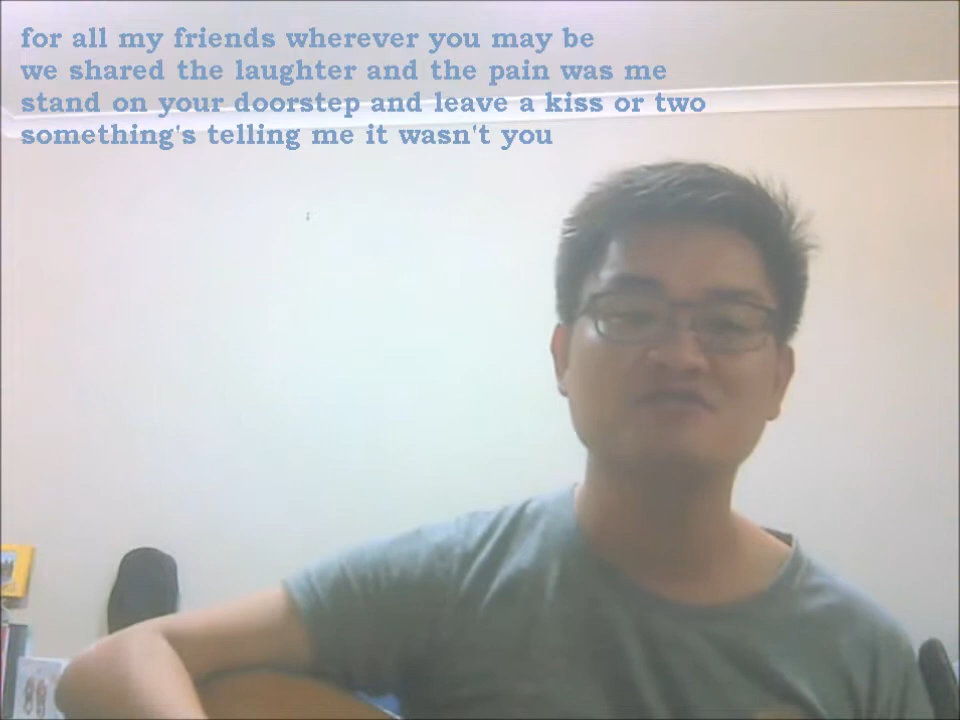 for all my friends wherever you may be
we shared the laughter and the pain was me
stand on your doorstep and leave a kiss or two
something's telling me it wasn't you